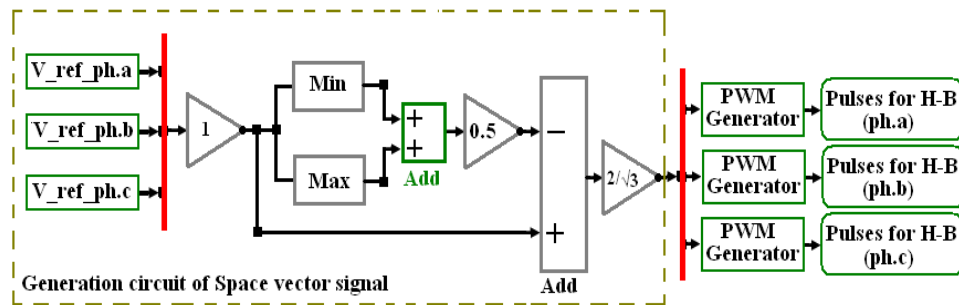 V_ref_ph.a
V_ref_ph.b
V_ref_ph.c
1
Min
Max
+
+
Add
0.5
−
+
Add
2/√3
PWM
Generator
Pulses for H-B
(ph.a)
PWM
Generator
Pulses for H-B
(ph.b)
PWM
Generator
Pulses for H-B
(ph.c)
Generation circuit of Space vector signal